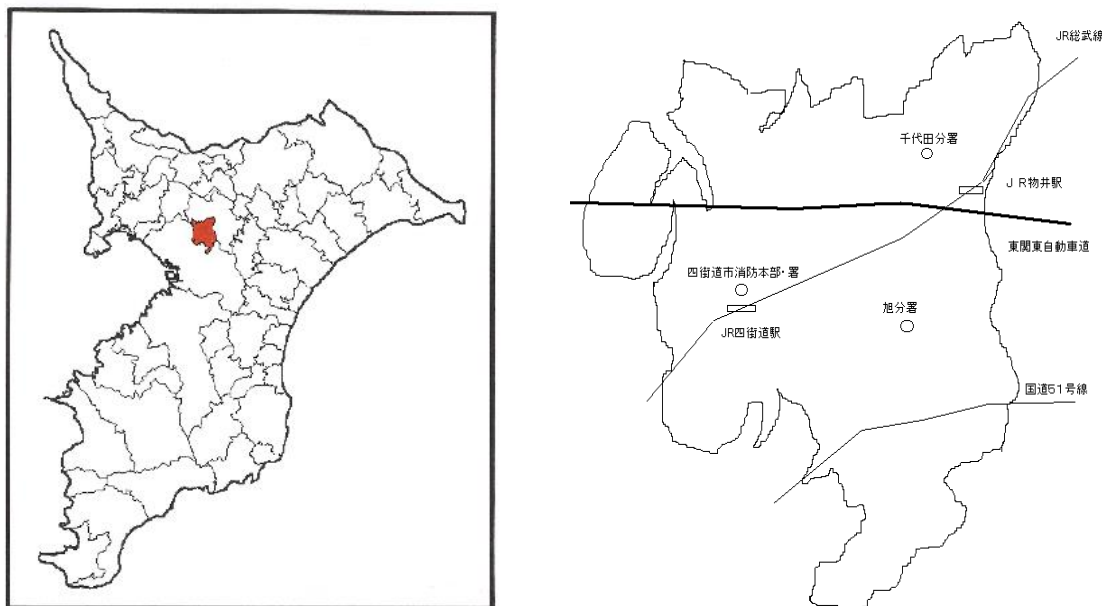 JR総武線
千代田分署
ＪＲ物井駅
東関東自動車道
四街道市消防本部・署
旭分署
JR四街道駅
国道51号線